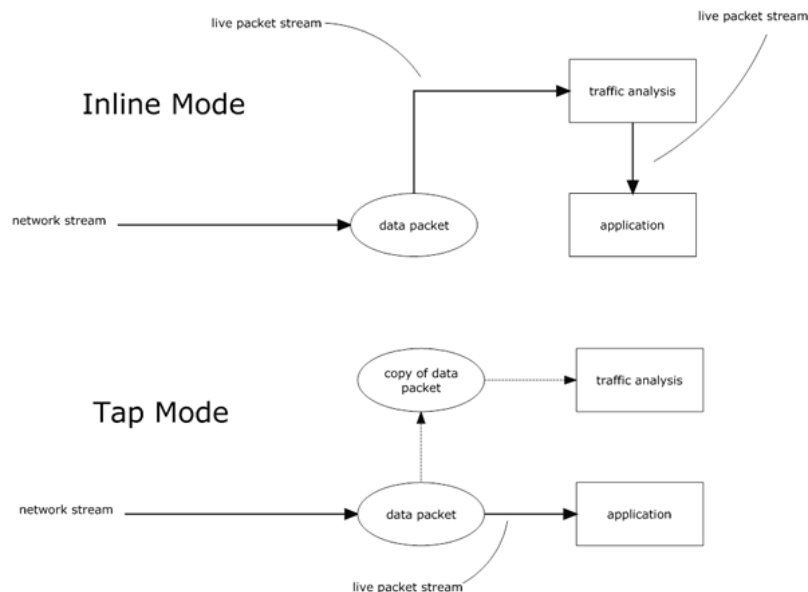 live packet stream
live packet stream
Inline Mode
traffic analysis
network stream
data packet
application
copy of data
packet
traffic analysis
Tap Mode
network stream
data packet
application
live packet stream